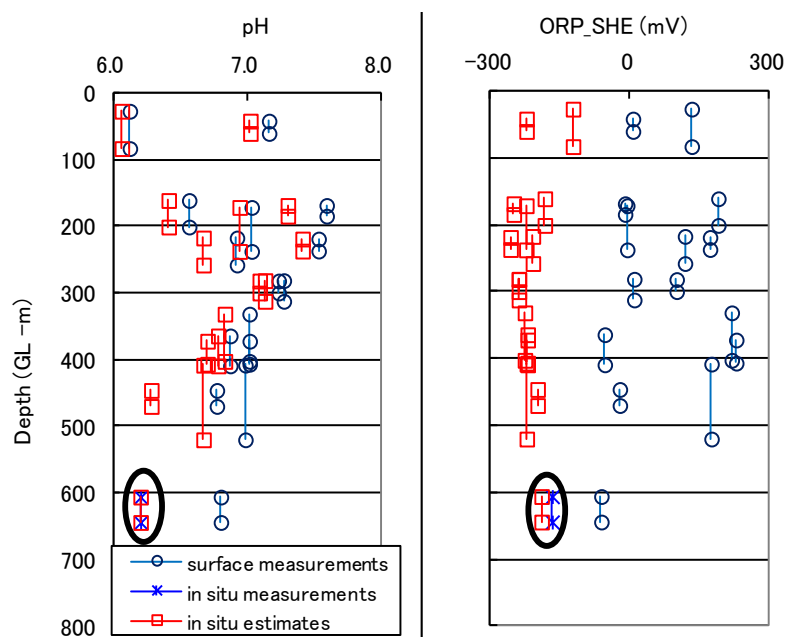 pH
ORP_SHE (mV)
6.0 7.0 8.0
-300 0 300
0
100
200
300
400
500
600
700
800
Depth (GL -m)
surface measurements
in situ measurements
in situ estimates